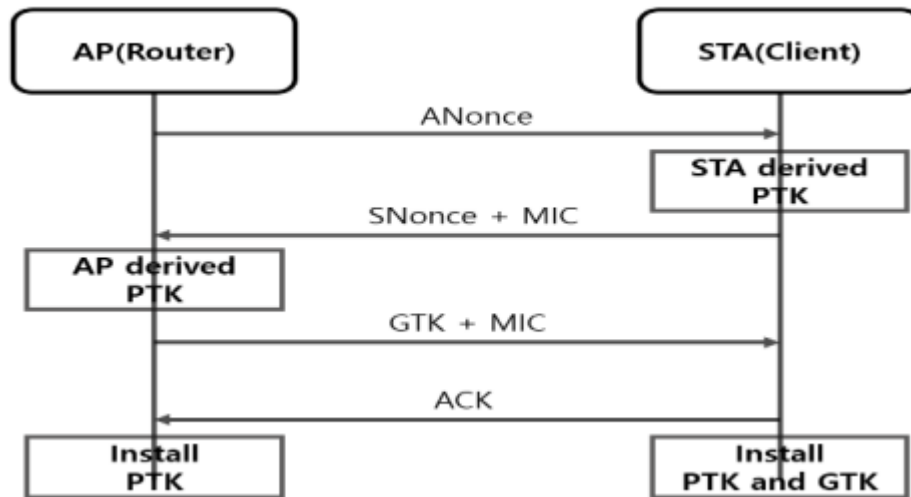 AP(Router)
STA(Client)
ANonce
STA derived
PTK
SNonce + MIC
AP derived
PTK
GTK + MIC
ACK
Install
PTK
Install
PTK and GTK